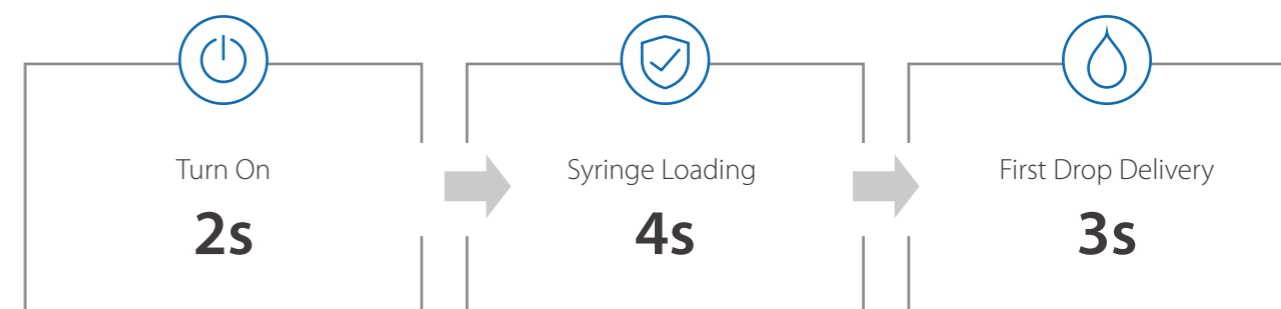 Turn On
2s
Syringe Loading
4s
First Drop Delivery
3s